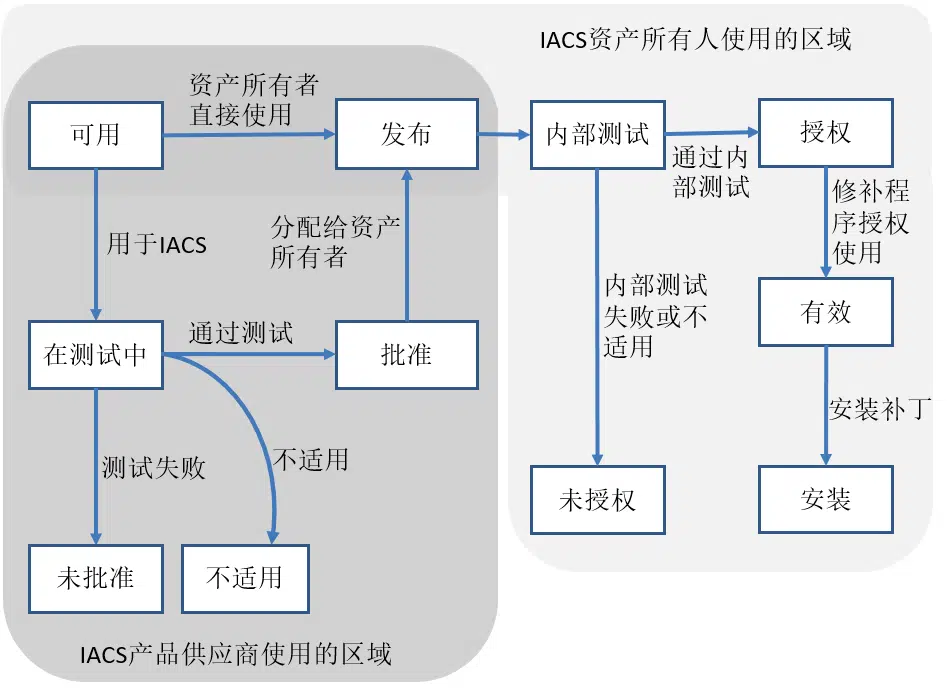 IACS资产所有人使用的区域
资产所有者
直接使用
可用
发布
内部测试
授权
通过内
部测试
修补程
序授权
使用
用于IACS
分配给资产
所有者
内部测试
失败或不
适用
有效
在测试中
通过测试
批准
安装补丁
测试失败
不适用
未授权
安装
未批准
不适用
IACS产品供应商使用的区域